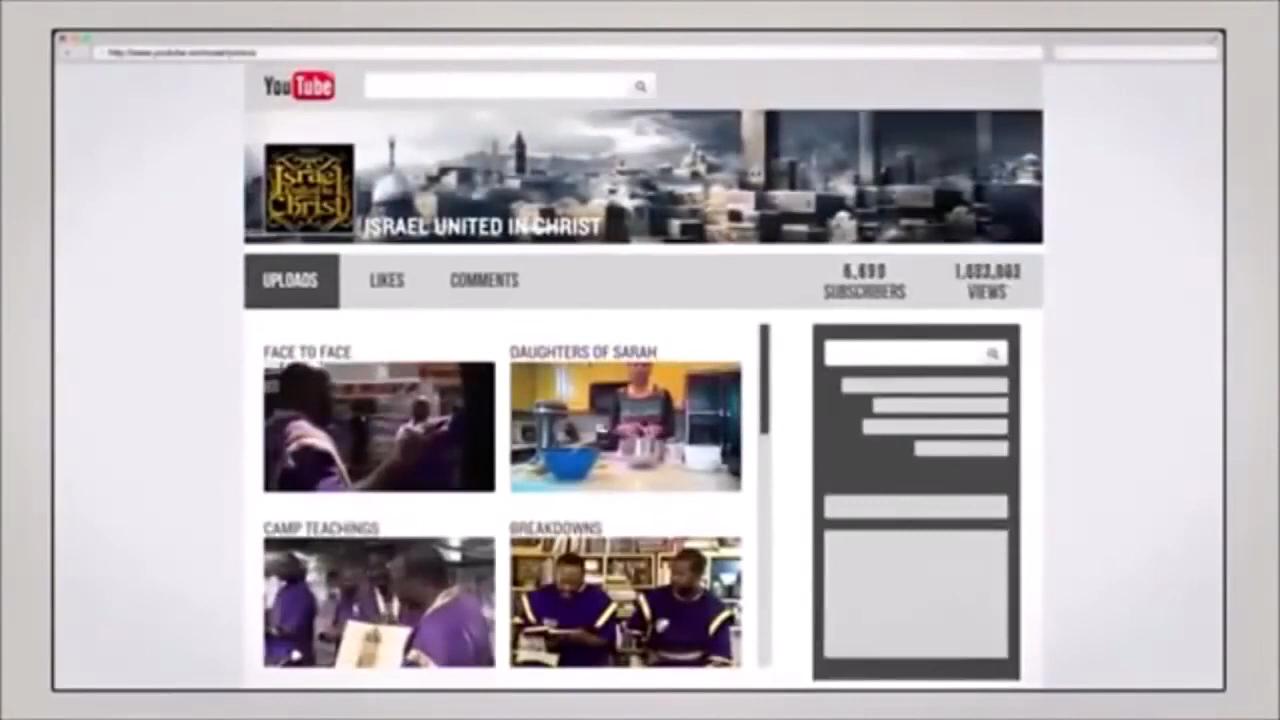 YouTube
Israel
Christ
ISRAEL UNITED IN CHRIST
UPLOADS
LIKES
COMMENTS
SUBSCRIBERS
VIEWS
FACE TO FACE
DAUGHTERS OF SARAH
CAMP TEACHINGS
BREAKDOWNS